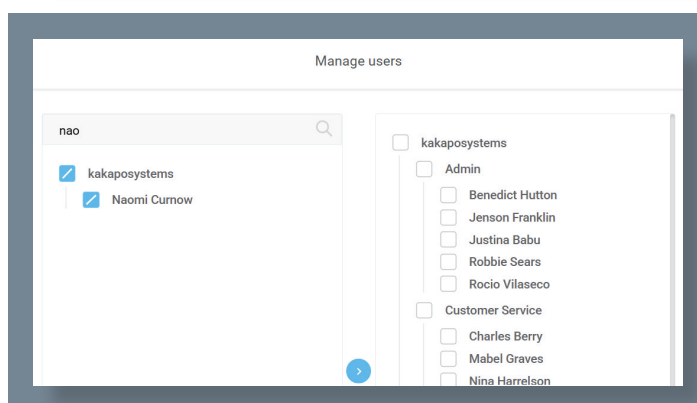 Manage users
nao
kakaposystems
Naomi Curnow
kakaposystems
Admin
Benedict Hutton
Jenson Franklin
Justina Babu
Robbie Sears
Rocio Vilaseco
Customer Service
Charles Berry
Mabel Graves
Nina Harrelson